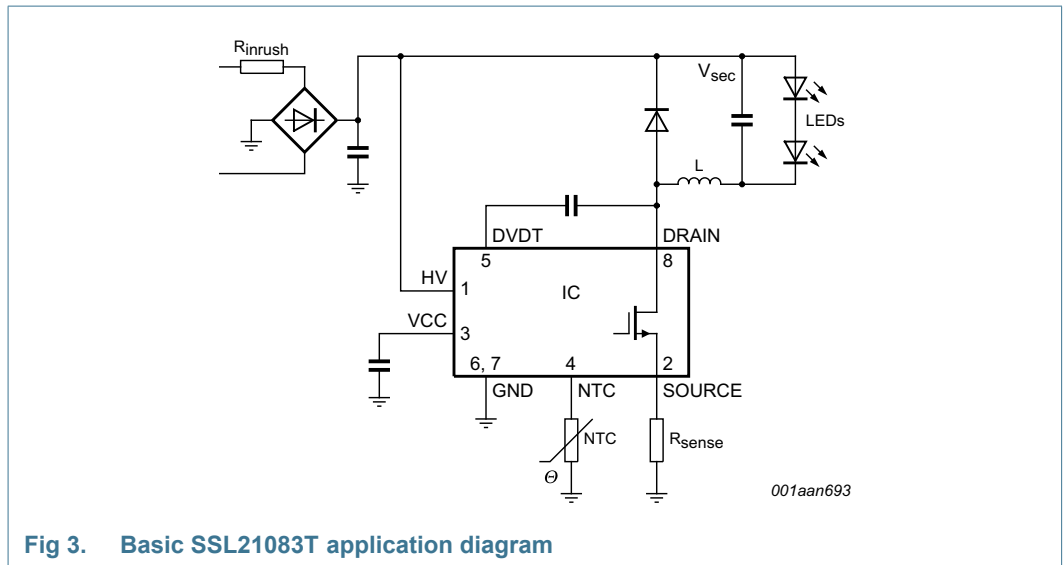 Rinrush
Vsec
LEDs
L
DVDT
DRAIN
5
8
HV
1
IC
VCC
3
6, 7
4
2
GND
NTC
SOURCE
NTC
Rsense
Θ
001aan693
Fig 3. Basic SSL21083T application diagram